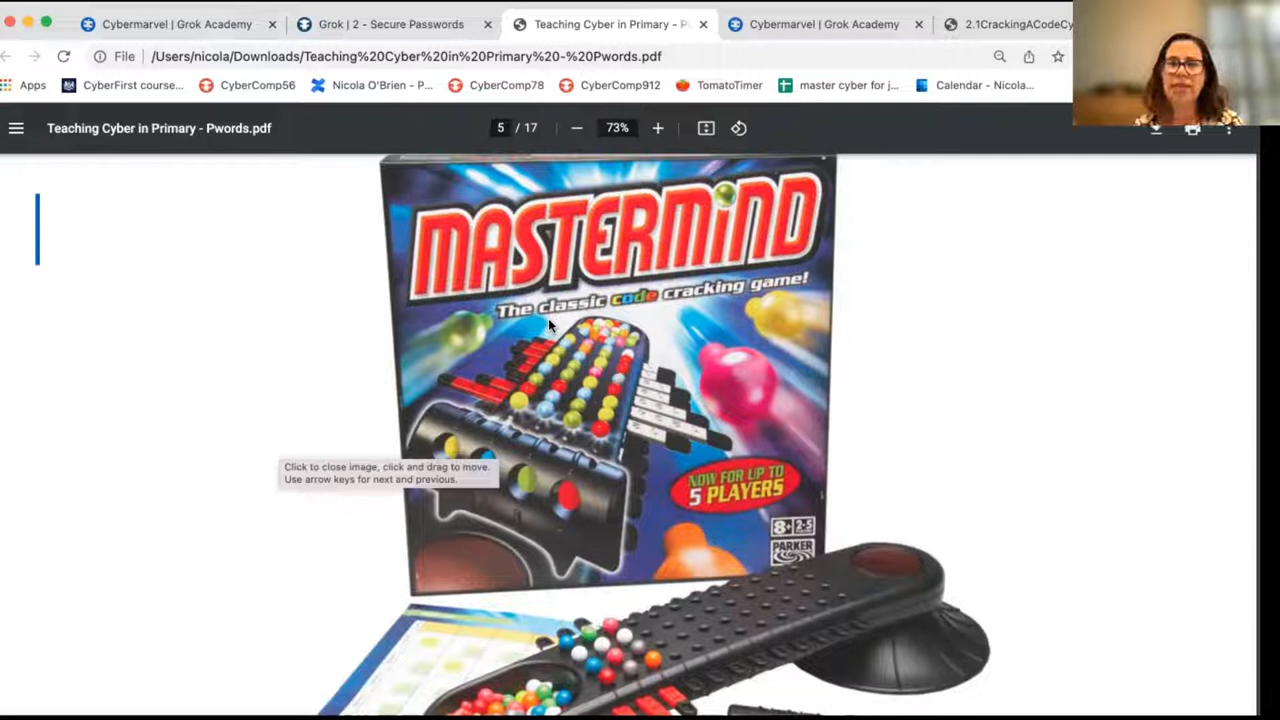 Cybermarvel | Grok Academy
Grok | 2 - Secure Passwords
Teaching Cyber in Primary - P
Cybermarvel | Grok Academy
2.1CrackingACodeCy
File
/Users/nicola/Downloads/Teaching%20Cyber%20in%20Primary%20-%20Pwords.pdf
Apps
CyberFirst course...
CyberComp56
Nicola O'Brien - P...
CyberComp78
CyberComp912
TomatoTimer
master cyber for j...
Calendar - Nicola...
Teaching Cyber in Primary - Pwords.pdf
5 / 17
73%
MASTERMiND
The classic code cracking game!
Click to close image, click and drag to move.
Use arrow keys for next and previous.
NOW FOR UP TO
5 PLAYERS
8+ 2-5
PARKER